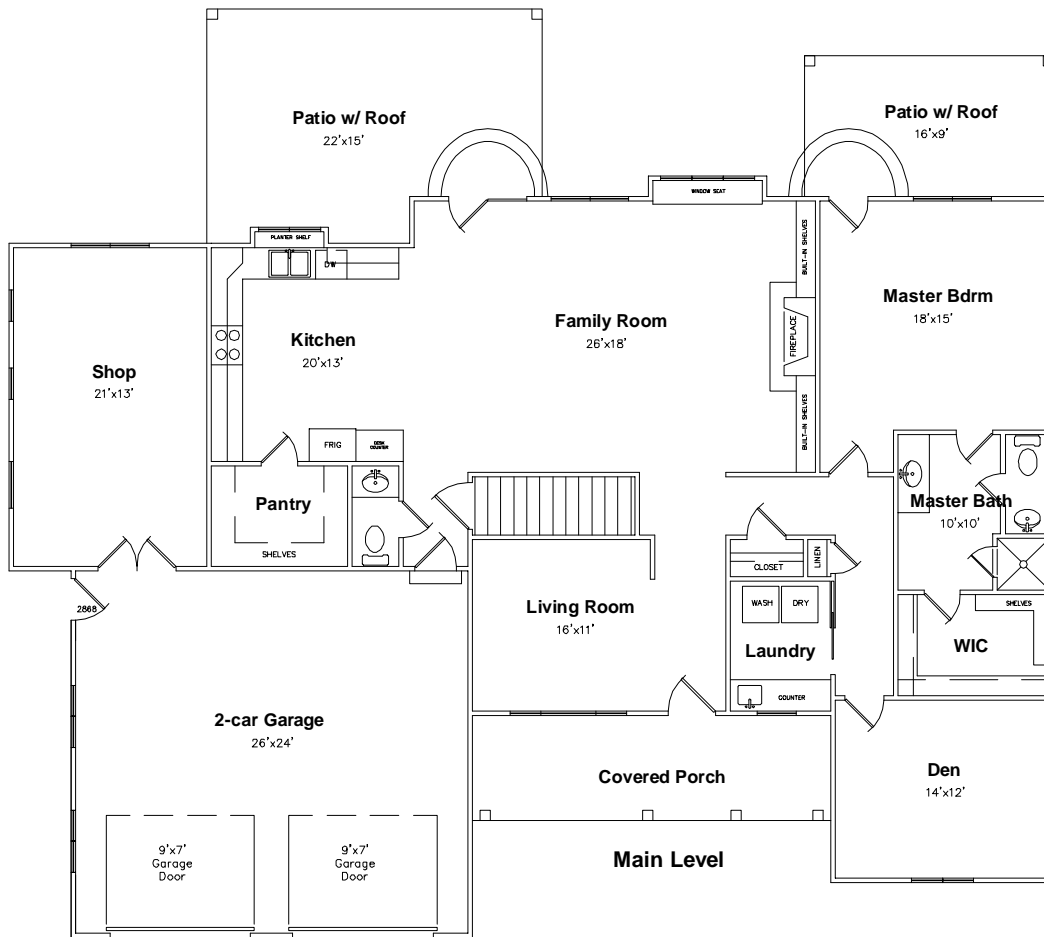 Patio w/ Roof
22'x15'
Patio w/ Roof
16'x9'
WINDOW SEAT
PLANTER SHELF
DW
BUILT-IN SHELVES
Master Bdrm
18'x15'
Family Room
26'x18'
FIREPLACE
Kitchen
20'x13'
Shop
21'x13'
BUILT-IN SHELVES
FRIG
DESK
COUNTER
Pantry
SHELVES
Master Bath
10'x10'
CLOSET
LINEN
2868
Living Room
16'x11'
WASH
DRY
SHELVES
Laundry
WIC
COUNTER
2-car Garage
26'x24'
Covered Porch
Den
14'x12'
9'x7'
Garage
Door
9'x7'
Garage
Door
Main Level